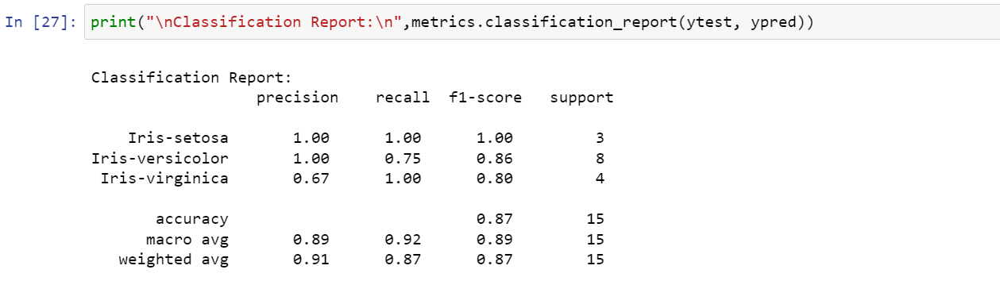 In [27]: print("\nClassification Report:\n",metrics.classification_report(ytest, ypred))
Classification Report:
precision recall f1-score support
Iris-setosa 1.00 1.00 1.00 3
Iris-versicolor 1.00 0.75 0.86 8
Iris-virginica 0.67 1.00 0.80 4
accuracy 0.87 15
macro avg 0.89 0.92 0.89 15
weighted avg 0.91 0.87 0.87 15